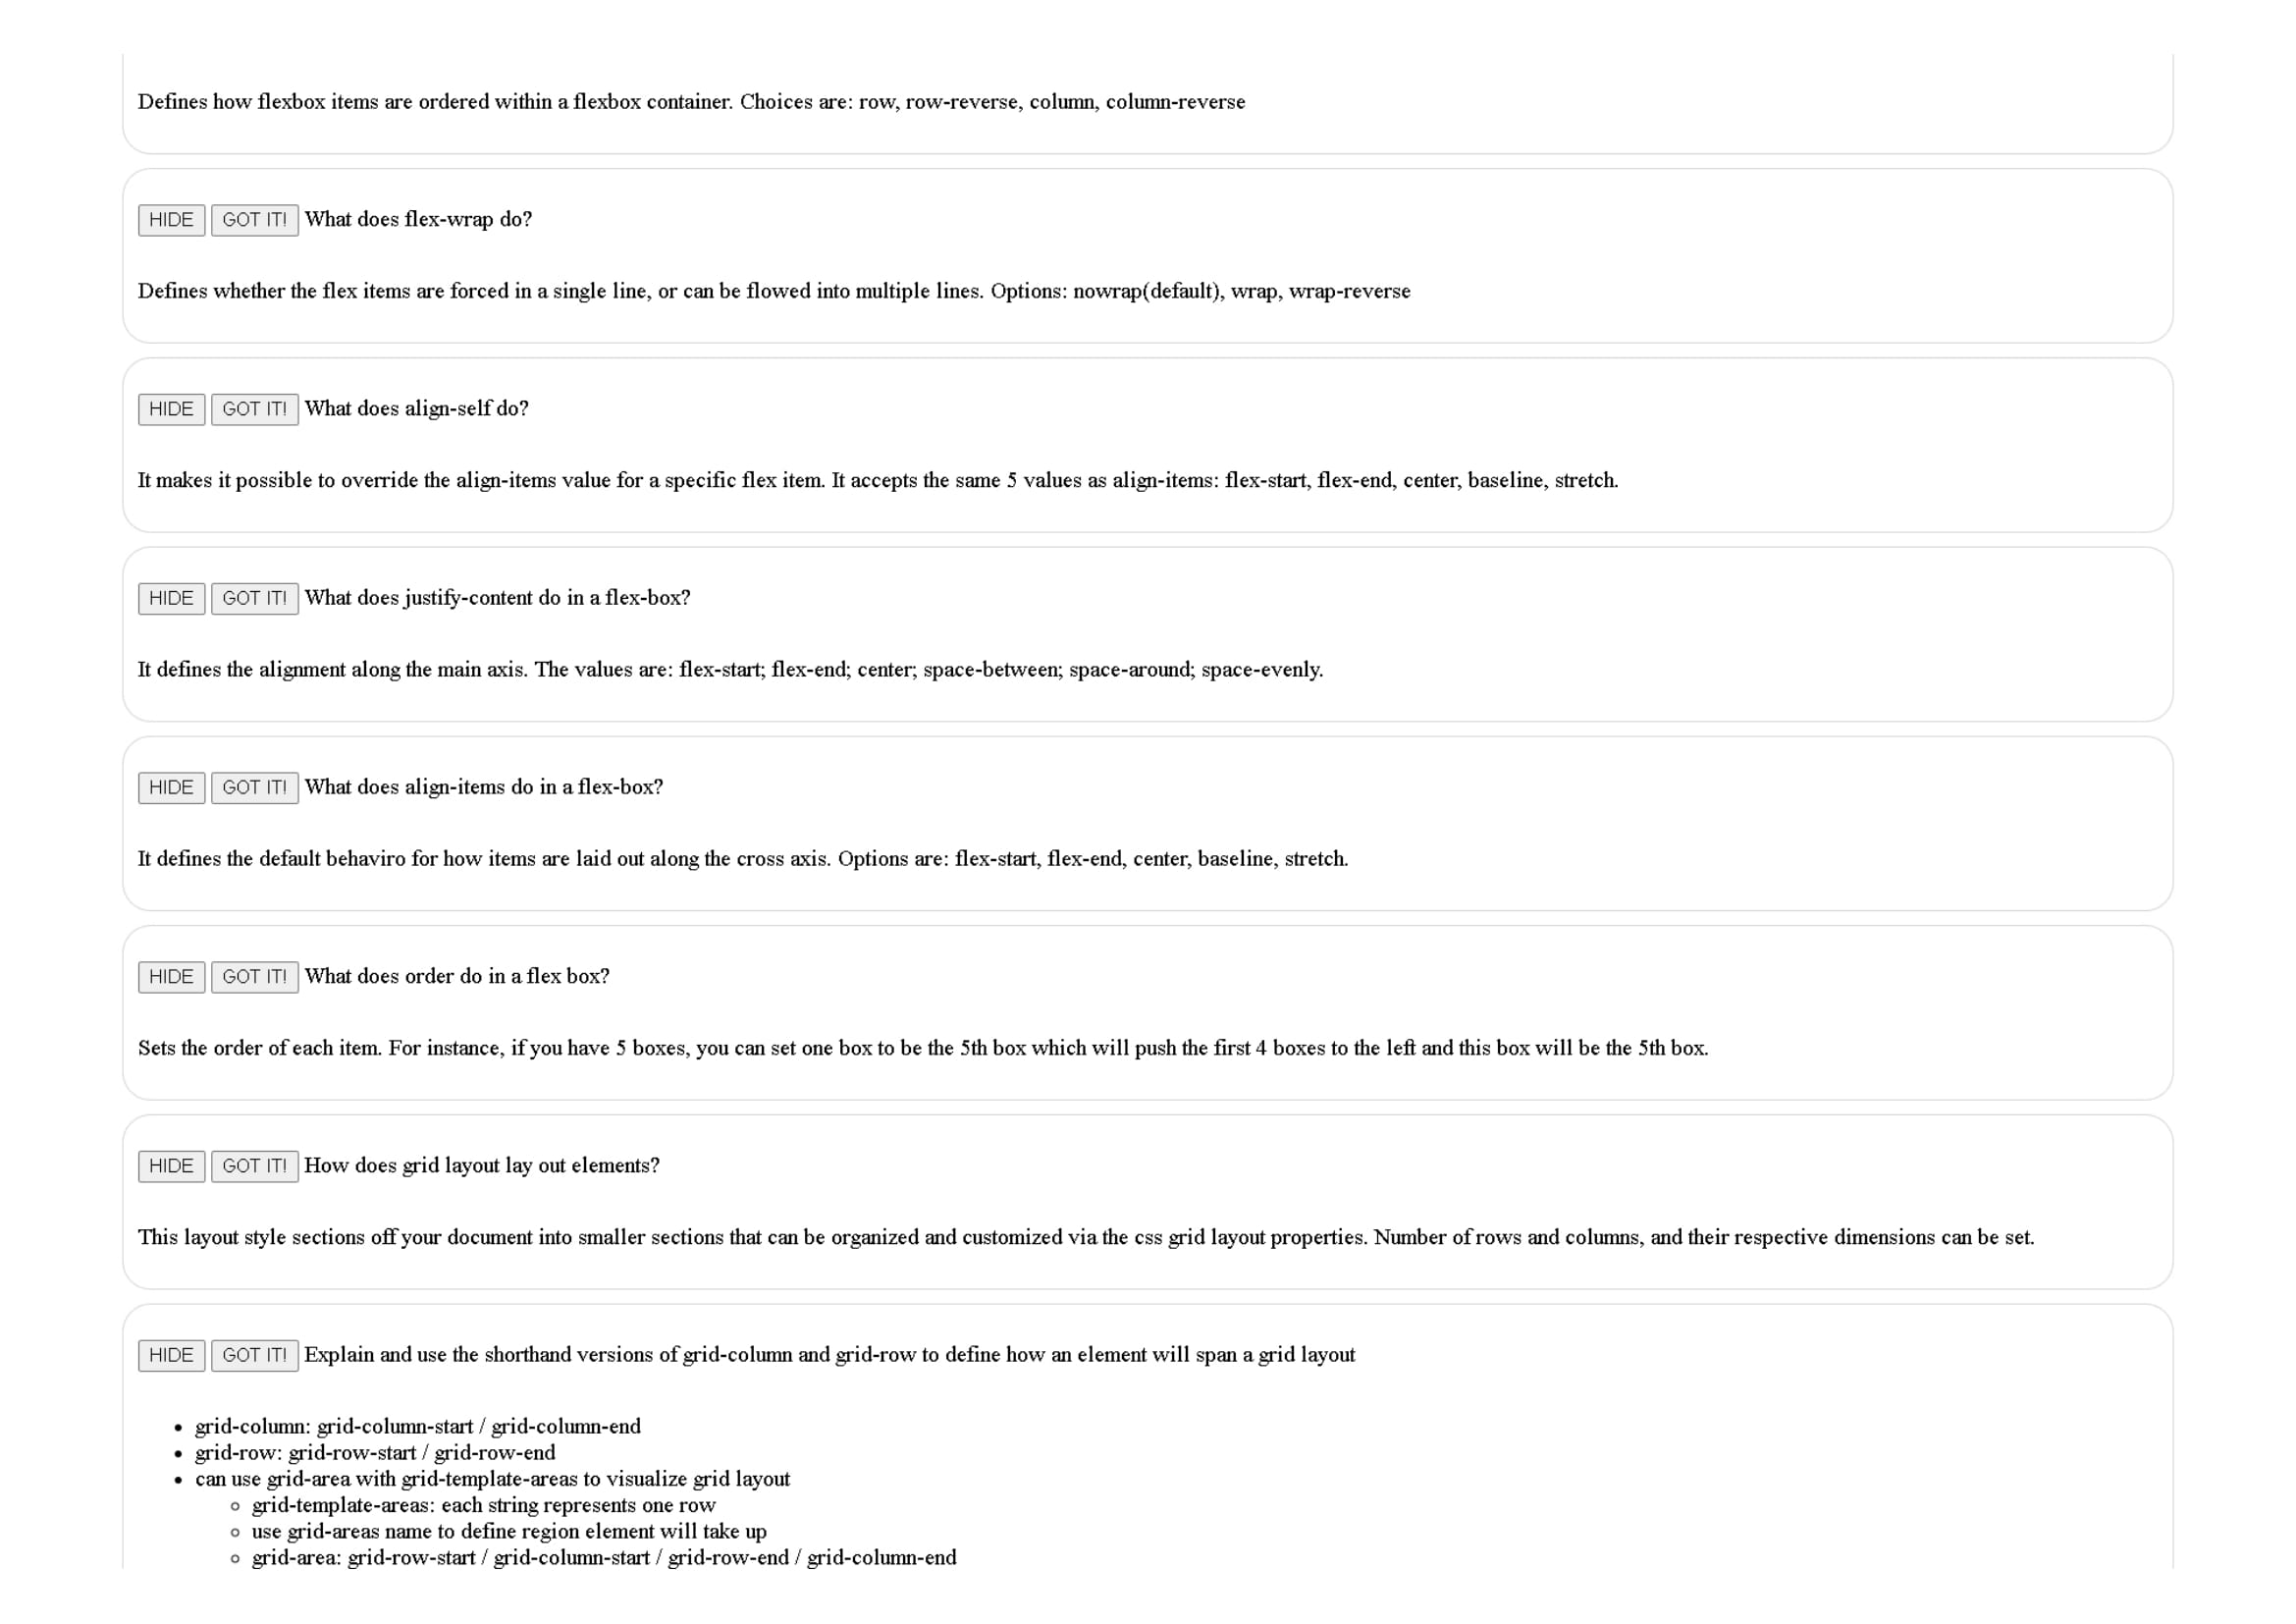 Defines how flexbox items are ordered within a flexbox container. Choices are: row, row-reverse, column, column-reverse
HIDE GOT IT! What does flex-wrap do?
Defines whether the flex items are forced in a single line, or can be flowed into multiple lines. Options: nowrap(default), wrap, wrap-reverse
HIDE GOT IT! What does align-self do?
It makes it possible to override the align-items value for a specific flex item. It accepts the same 5 values as align-items: flex-start, flex-end, center, baseline, stretch.
HIDE GOT IT! What does justify-content do in a flex-box?
It defines the alignment along the main axis. The values are: flex-start; flex-end; center; space-between; space-around; space-evenly.
HIDE GOT IT! What does align-items do in a flex-box?
It defines the default behaviro for how items are laid out along the cross axis. Options are: flex-start, flex-end, center, baseline, stretch.
HIDE GOT IT! What does order do in a flex box?
Sets the order of each item. For instance, if you have 5 boxes, you can set one box to be the 5th box which will push the first 4 boxes to the left and this box will be the 5th box.
HIDE GOT IT! How does grid layout lay out elements?
This layout style sections off your document into smaller sections that can be organized and customized via the css grid layout properties. Number of rows and columns, and their respective dimensions can be set.
HIDE GOT IT! Explain and use the shorthand versions of grid-column and grid-row to define how an element will span a grid layout
• grid-column: grid-column-start / grid-column-end
• grid-row: grid-row-start / grid-row-end
• can use grid-area with grid-template-areas to visualize grid layout
◦ grid-template-areas: each string represents one row
◦ use grid-areas name to define region element will take up
◦ grid-area: grid-row-start / grid-column-start / grid-row-end / grid-column-end